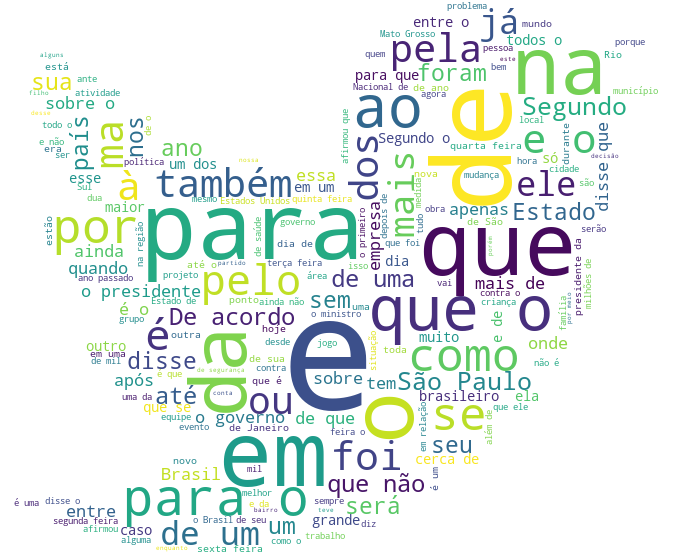 problema
mundo
porque
entre o
já
Mato Grosso
quem
pessoa
este
todos o
Rio
alguns
está
ante
filho
atividade
desse
sua
sobre o
pela
bem
para que
foram
Nacional de
de ano
agora
na
município
Segundo
local
durante
todo o
de o
e não
era
ser
país
ma
nos
ao
afirmou que
Segundo o
quarta feira
de
e o
só
hora
disse que
decisão
cidade
são
ano
política
um dos
nossa
dos
mais
nova
mudança
medida
ele
esse
Sul
dua
à
também
essa
em um
mesmo
Estados Unidos
quinta feira
maior
estão
por
na região
ainda
para
governo
de saúde
dia de
o primeiro
empresa
depois de
tudo
obra
apenas
de São
Estado
serão
que foi
que
porém
presidente da
terça feira
isso
quando
até o
partido
ano passado
projeto
área
o presidente
pelo
ponto
ainda não
de uma
dia
vai
mais de
contra o
criança
milhões de
família
por meio
é o
Estado de
grupo
De acordo
é
da
hoje
sem
uma
o ministro
que o
e de
outra
desde
jogo
e
situação
muito
como
onde
outro
em uma
de mil
disse
de sua
contra
toda
não é
após
e que
de segurança
que é
sobre
tem
São Paulo
brasileiro
ela
uma da
até
conta
ou
que se
equipe
evento
o governo
de Janeiro
de que
feira o
o
em relação
se
seu
além de
que ele
novo
em
mil
foi
cerca de
é um
Brasil
melhor
que não
é uma
disse o
entre
para o
e da
bairro
sempre
teve
será
segunda feira
afirmou
caso
alguma
enquanto
de um
o Brasil
de seu
um
como o
grande
diz
trabalho
sexta feira